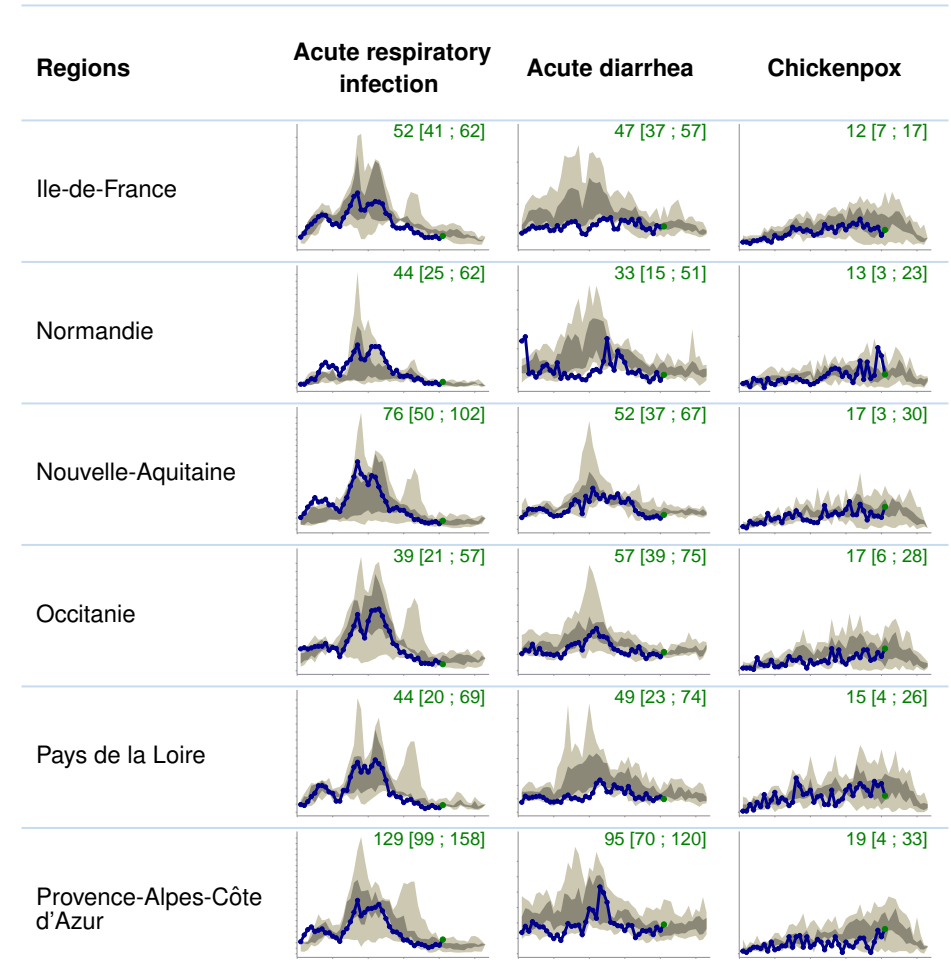 Regions
Acute respiratory
infection
Acute diarrhea
Chickenpox
Ile-de-France
52 [41 ; 62]
47 [37 ; 57]
12 [7 ; 17]
Normandie
44 [25 ; 62]
33 [15 ; 51]
13 [3 ; 23]
Nouvelle-Aquitaine
76 [50 ; 102]
52 [37 ; 67]
17 [3 ; 30]
Occitanie
39 [21 ; 57]
57 [39 ; 75]
17 [6 ; 28]
Pays de la Loire
44 [20 ; 69]
49 [23 ; 74]
15 [4 ; 26]
Provence-Alpes-Côte
d'Azur
129 [99 ; 158]
95 [70 ; 120]
19 [4 ; 33]